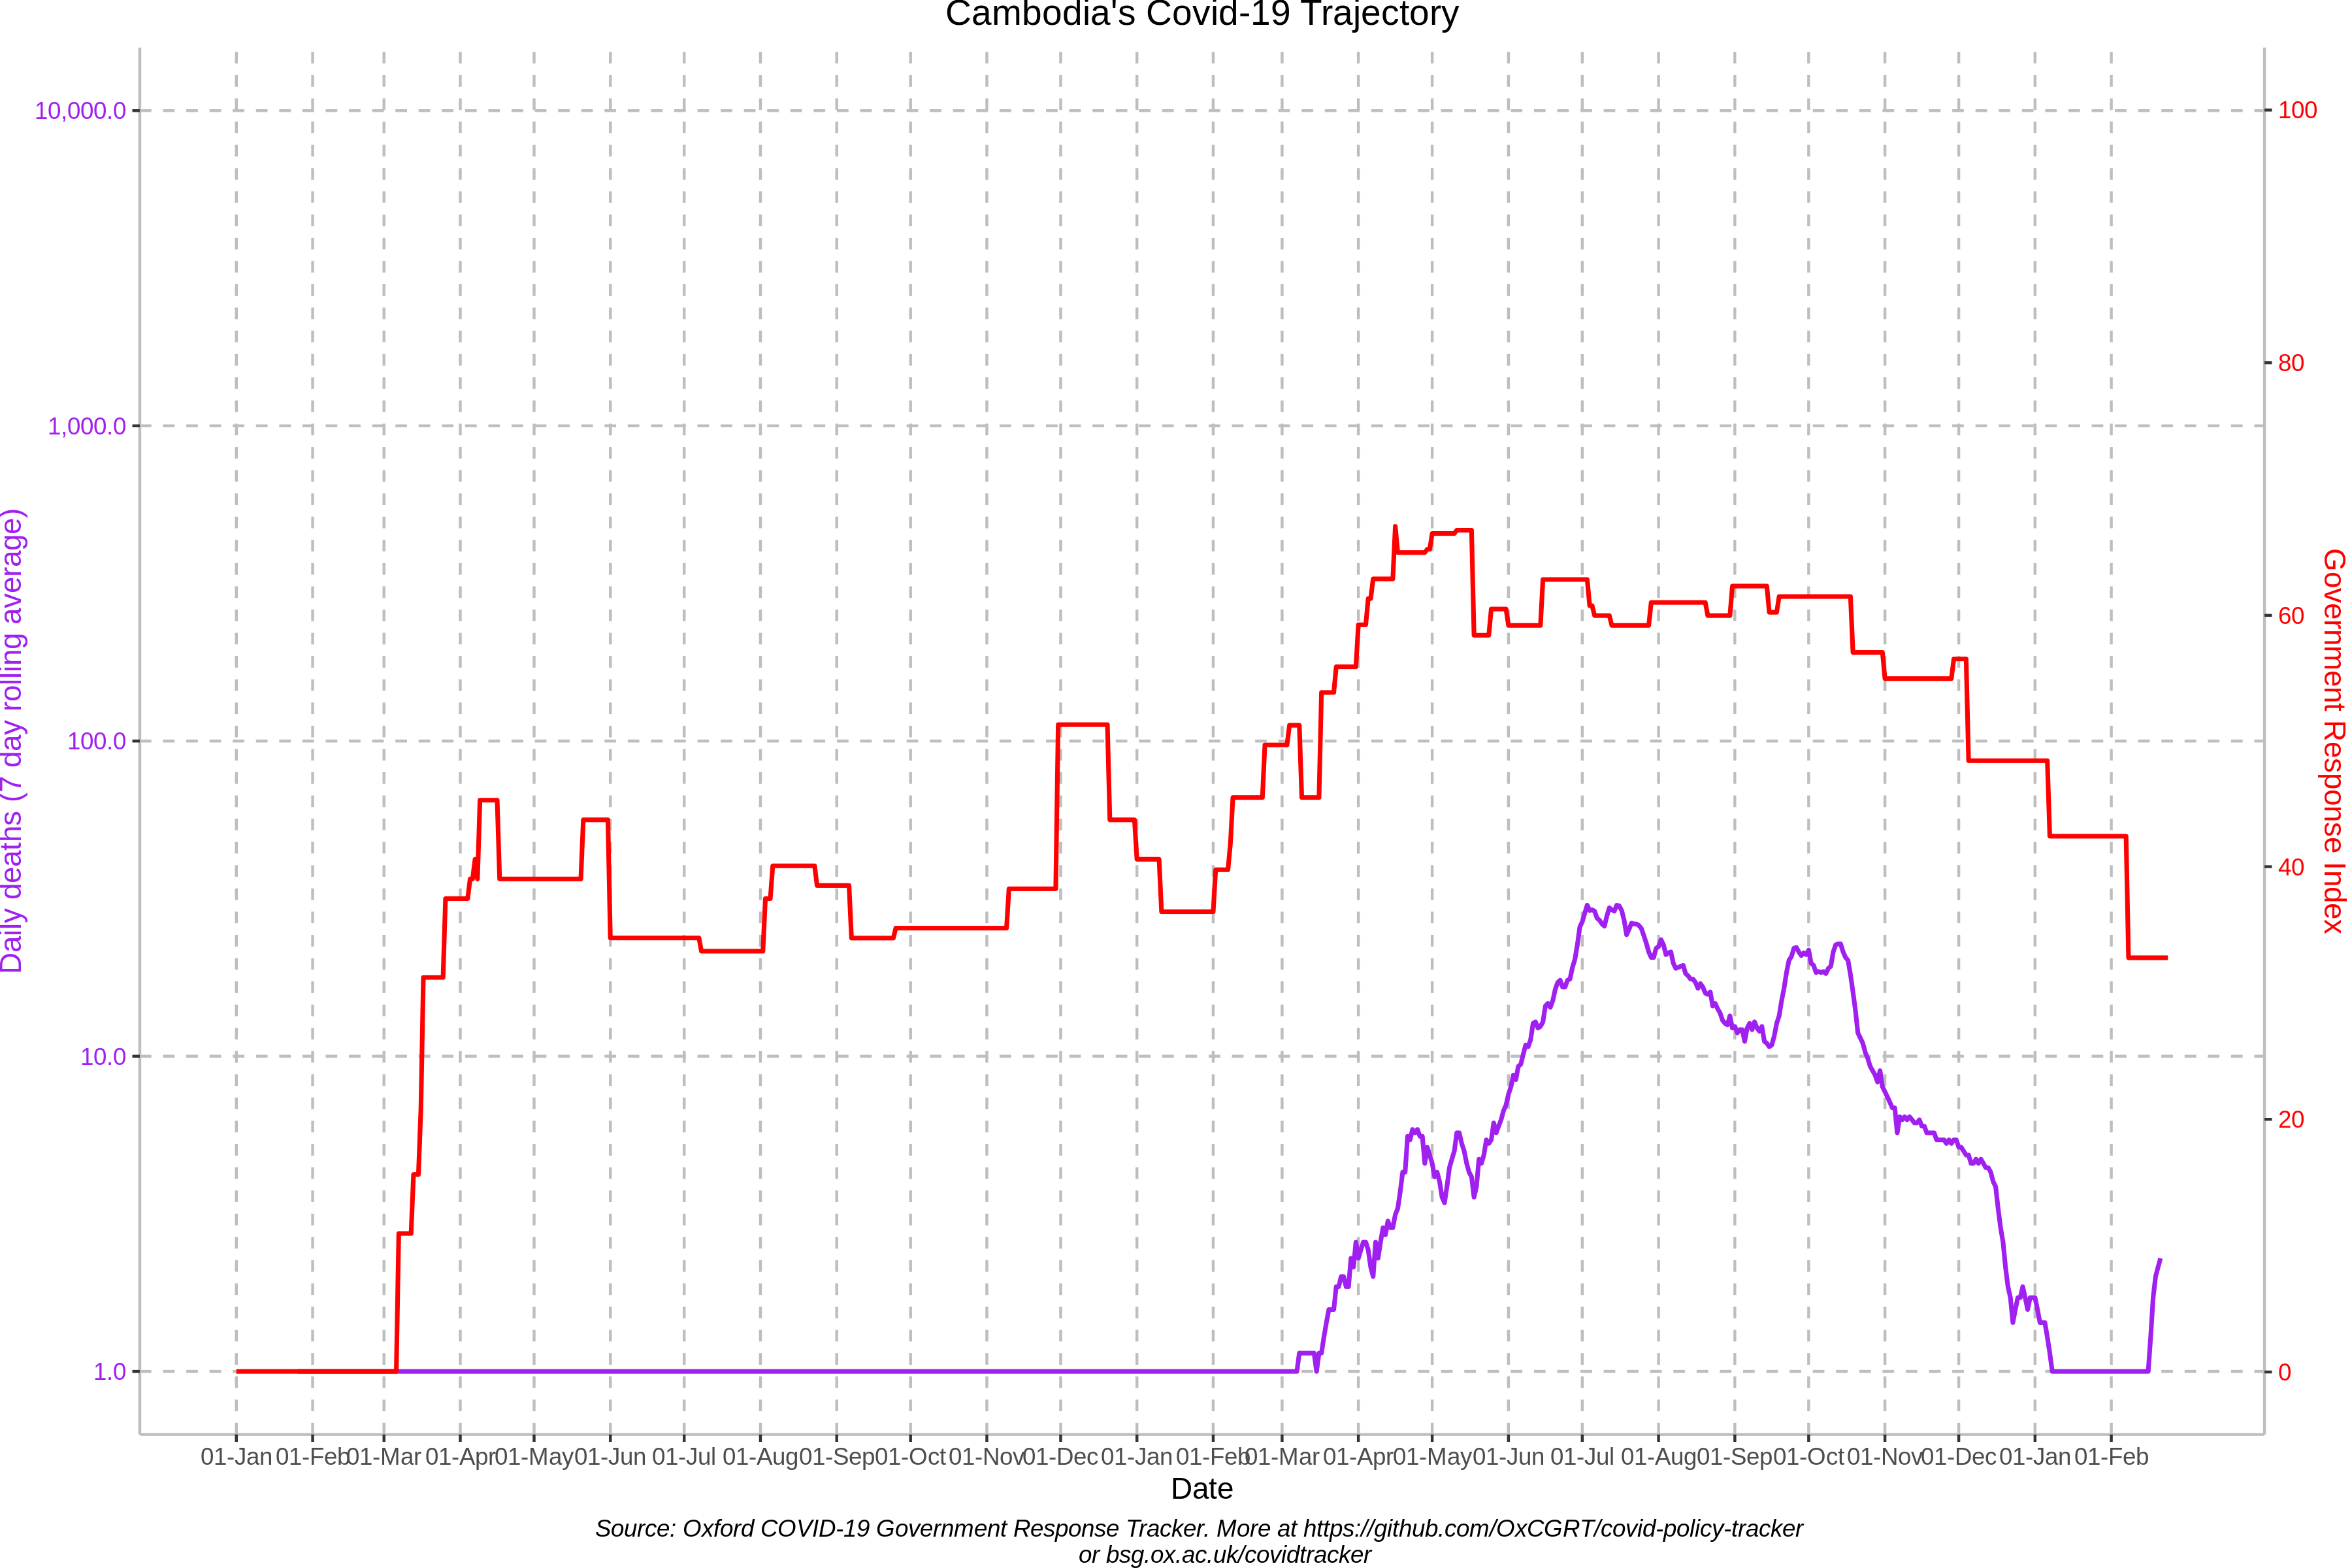 Cambodia's Covid-19 Trajectory
10,000.0
1,000.0
100.0
10.0
1.0
Daily deaths (7 day rolling average)
100
80
60
40
20
0
Government Response Index
01-Jan 01-Feb 01-Mar 01-Apr 01-May 01-Jun 01-Jul 01-Aug 01-Sep 01-Oct 01-Nov 01-Dec 01-Jan 01-Feb 01-Mar 01-Apr 01-May 01-Jun 01-Jul 01-Aug 01-Sep 01-Oct 01-Nov 01-Dec 01-Jan 01-Feb
Date
Source: Oxford COVID-19 Government Response Tracker. More at https://github.com/OxCGRT/covid-policy-tracker
or bsg.ox.ac.uk/covidtracker